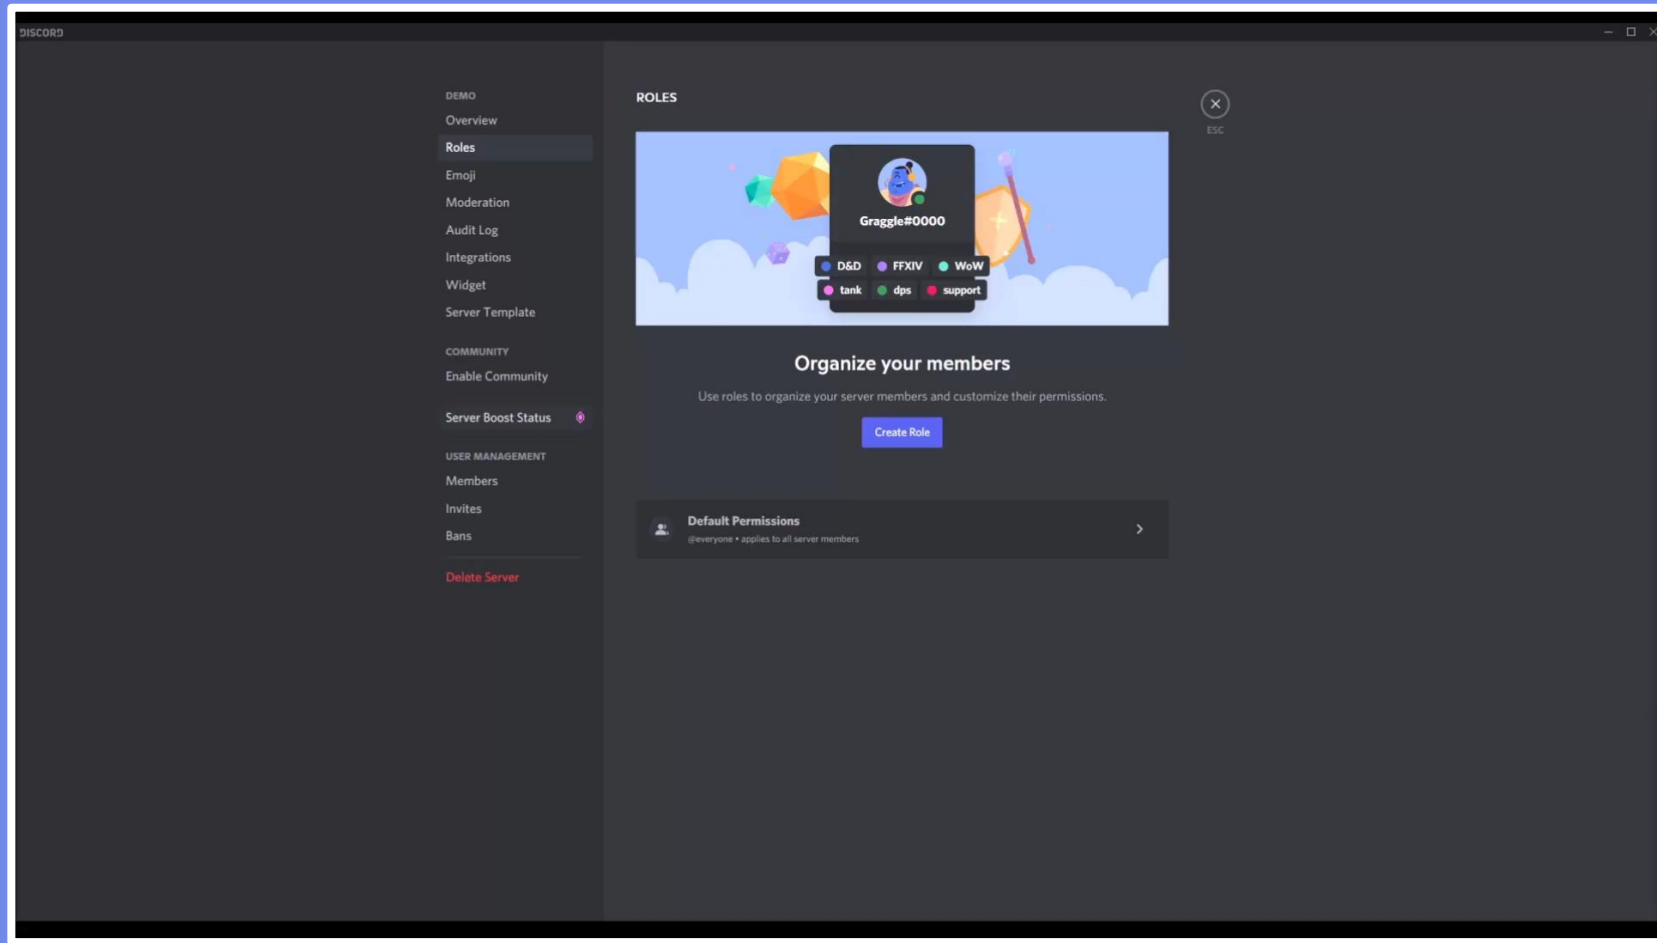 DISCORD
DEMO
Overview
Roles
Emoji
Moderation
Audit Log
Integrations
Widget
Server Template
COMMUNITY
Enable Community
Server Boost Status
USER MANAGEMENT
Members
Invites
Bans
Delete Server
ROLES
ESC
Graggle#0000
D&D FFXIV WoW
tank dps support
Organize your members
Use roles to organize your server members and customize their permissions.
Create Role
Default Permissions
@everyone • applies to all server members